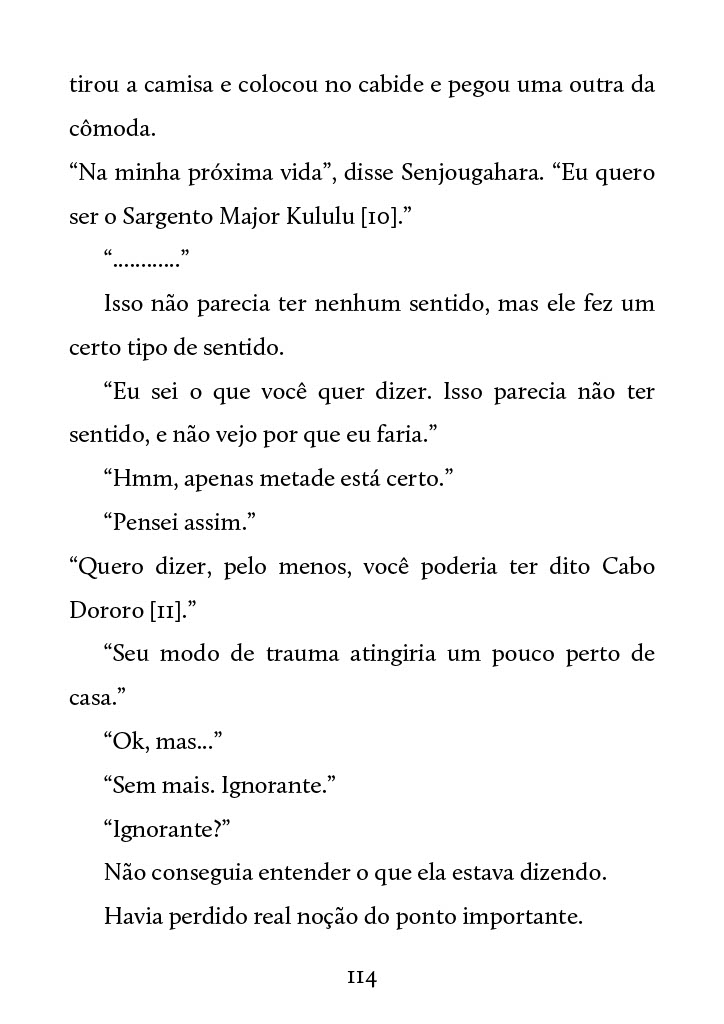 tirou a camisa e colocou no cabide e pegou uma outra da
cômoda.
“Na minha próxima vida”, disse Senjougahara. “Eu quero
ser o Sargento Major Kululu [10].”
“............”
Isso não parecia ter nenhum sentido, mas ele fez um
certo tipo de sentido.
“Eu sei o que você quer dizer. Isso parecia não ter
sentido, e não vejo por que eu faria.”
“Hmm, apenas metade está certo.”
“Pensei assim.”
“Quero dizer, pelo menos, você poderia ter dito Cabo
Dororo [11].”
“Seu modo de trauma atingiria um pouco perto de
casa.”
“Ok, mas...”
“Sem mais. Ignorante.”
“Ignorante?”
Não conseguia entender o que ela estava dizendo.
Havia perdido real noção do ponto importante.
114